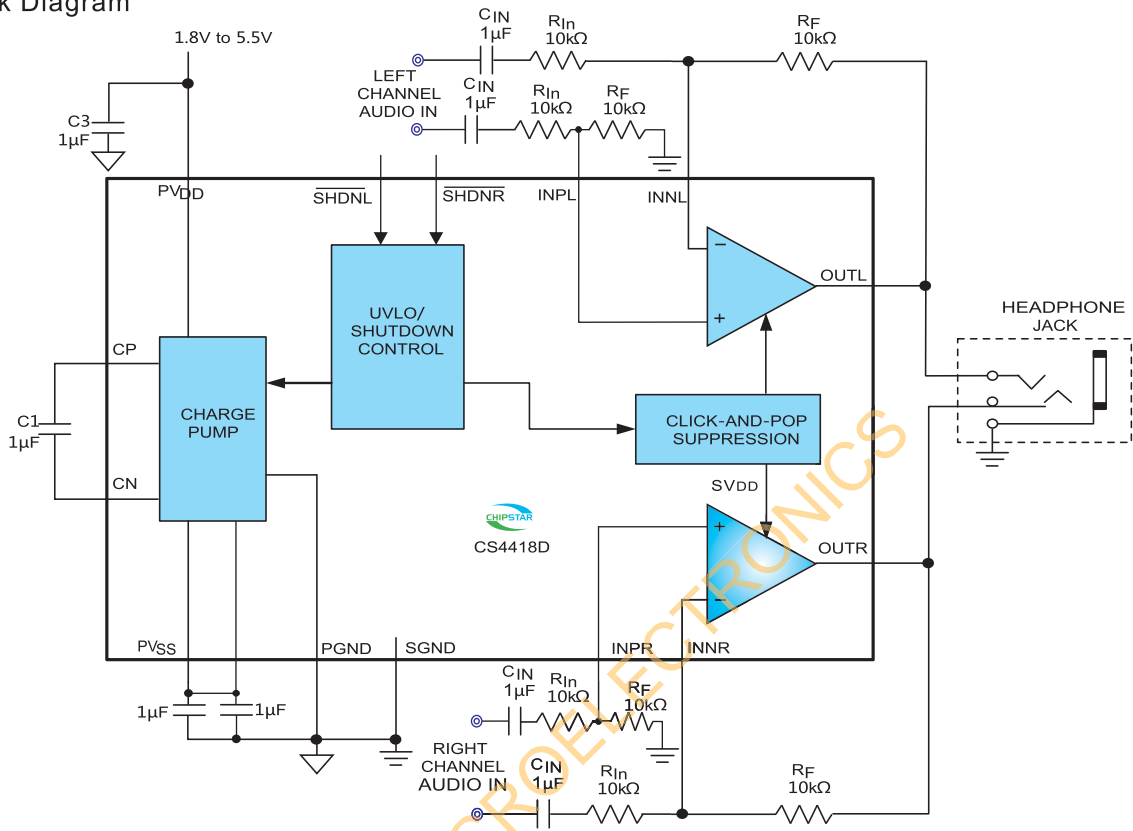 k Diagram
1.8V to 5.5V
C3
1μF
LEFT
CHANNEL
AUDIO IN
CIN
1μF
RIn
10kΩ
RF
10kΩ
CIN
1μF
RIn
10kΩ
RF
10kΩ
PVDD
SHDNL
SHDNR
INPL
INNL
UVLO/
SHUTDOWN
CONTROL
−
+
OUTL
HEADPHONE
JACK
CP
C1
1μF
CN
CHARGE
PUMP
CLICK-AND-POP
SUPPRESSION
SVDD
CHIPSTAR
CS4418D
+
−
OUTR
PVSS
PGND
SGND
INPR
INNR
1μF
1μF
CIN
1μF
RIn
10kΩ
RF
10kΩ
RIGHT
CHANNEL
AUDIO IN
CIN
1μF
RIn
10kΩ
RF
10kΩ
CROELECTRONICS